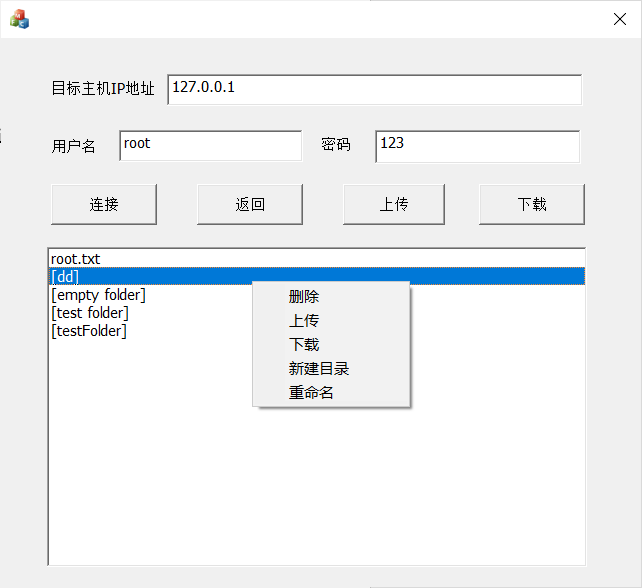 目标主机IP地址 127.0.0.1
用户名 root 密码 123
连接 返回 上传 下载
root.txt
[dd]
[empty folder]
[test folder]
[testFolder]
删除
上传
下载
新建目录
重命名